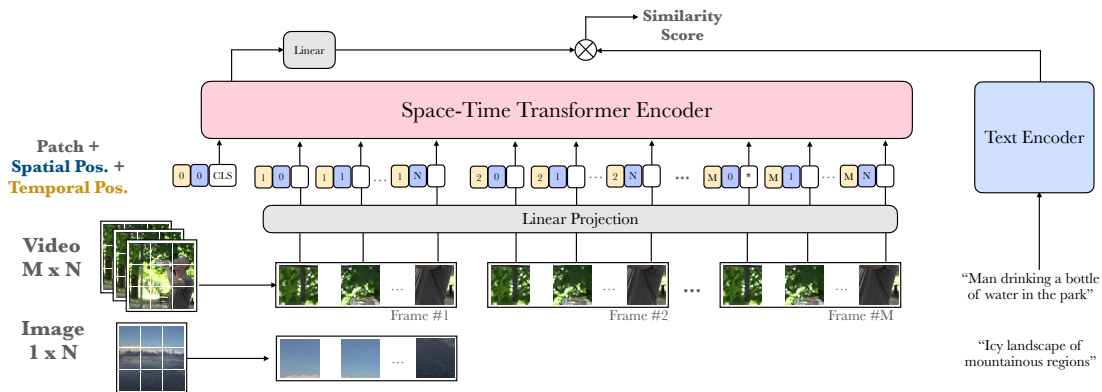 Similarity
Score
Linear
Space-Time Transformer Encoder
Text Encoder
Patch +
Spatial Pos. +
Temporal Pos.
0 0 CLS 1 0 1 1 ... 1 N 2 0 2 1 ... 2 N ... M 0 * M 1 ... M N
Linear Projection
Video
M x N
... ... ... ...
Frame #1 Frame #2 Frame #M
“Man drinking a bottle
of water in the park”
Image
1 x N
...
“Icy landscape of
mountainous regions”